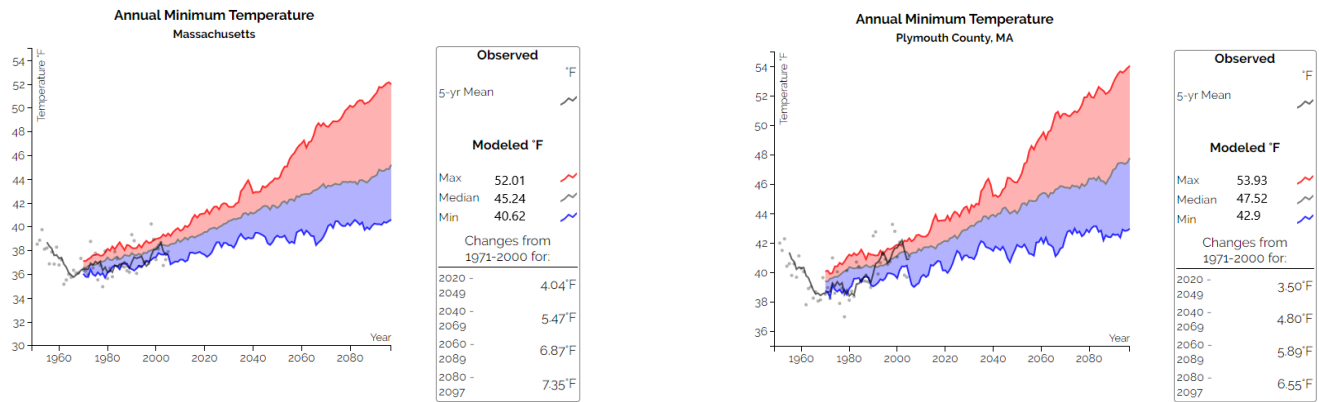 Annual Minimum Temperature
Massachusetts
Temperature °F
54
52
50
48
46
44
42
40
38
36
34
32
30
1960
1980
2000
2020
2040
2060
2080
Year
Observed
°F
5-yr Mean
Modeled °F
Max 52.01
Median 45.24
Min 40.62
Changes from
1971-2000 for:
2020 -
2049
4.04°F
2040 -
2069
5.47°F
2060 -
2089
6.87°F
2080 -
2097
7.35°F
Annual Minimum Temperature
Plymouth County, MA
Temperature °F
54
52
50
48
46
44
42
40
38
36
1960
1980
2000
2020
2040
2060
2080
Year
Observed
°F
5-yr Mean
Modeled °F
Max 53.93
Median 47.52
Min 42.9
Changes from
1971-2000 for:
2020 -
2049
3.50°F
2040 -
2069
4.80°F
2060 -
2089
5.89°F
2080 -
2097
6.55°F